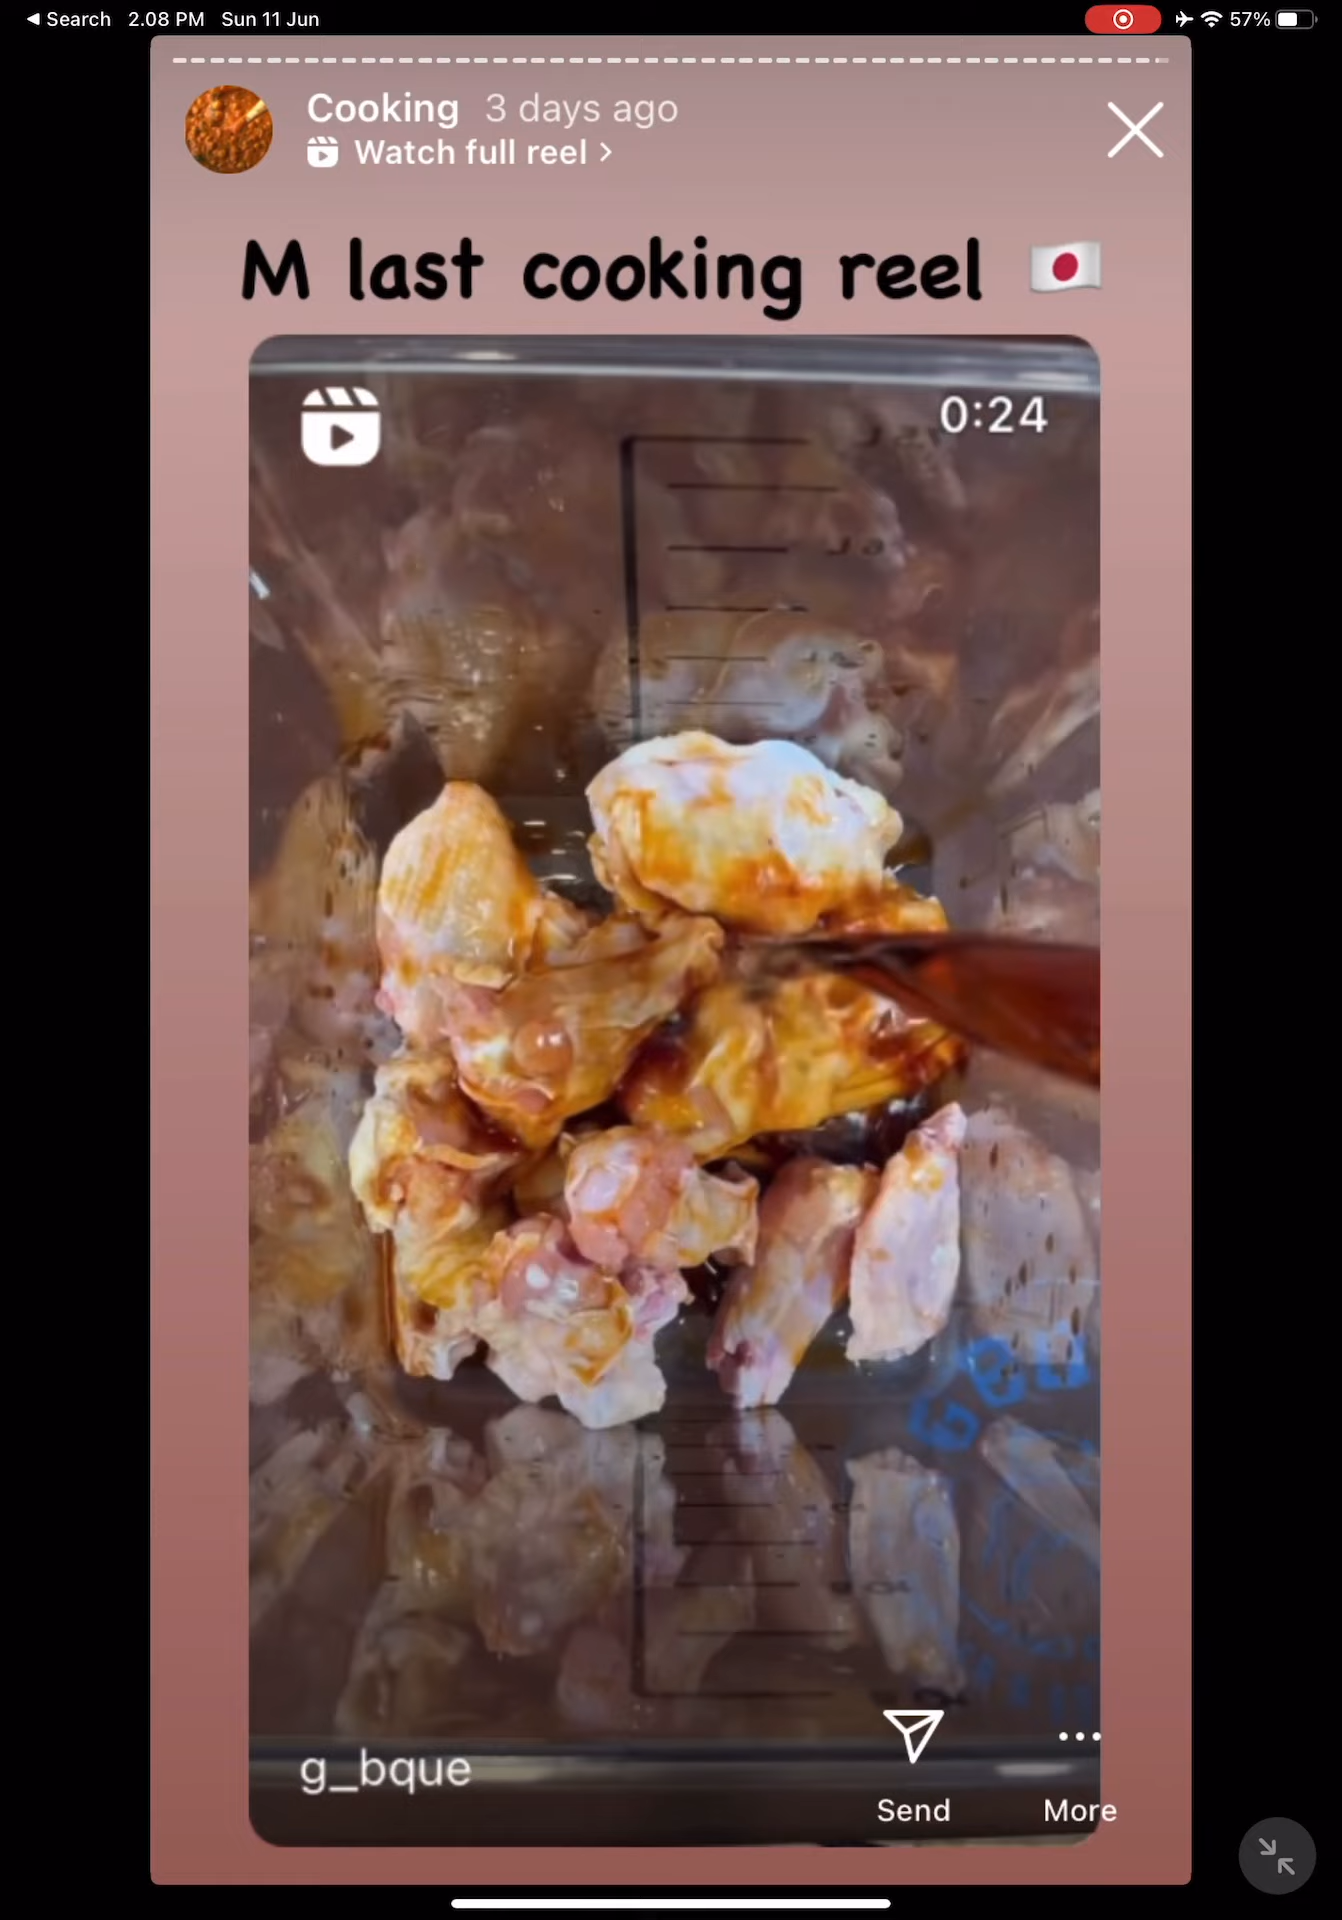 Search 2.08 PM Sun 11 Jun
57%
Cooking 3 days ago
Watch full reel
M last cooking reel
0:24
g_bque
Send
More